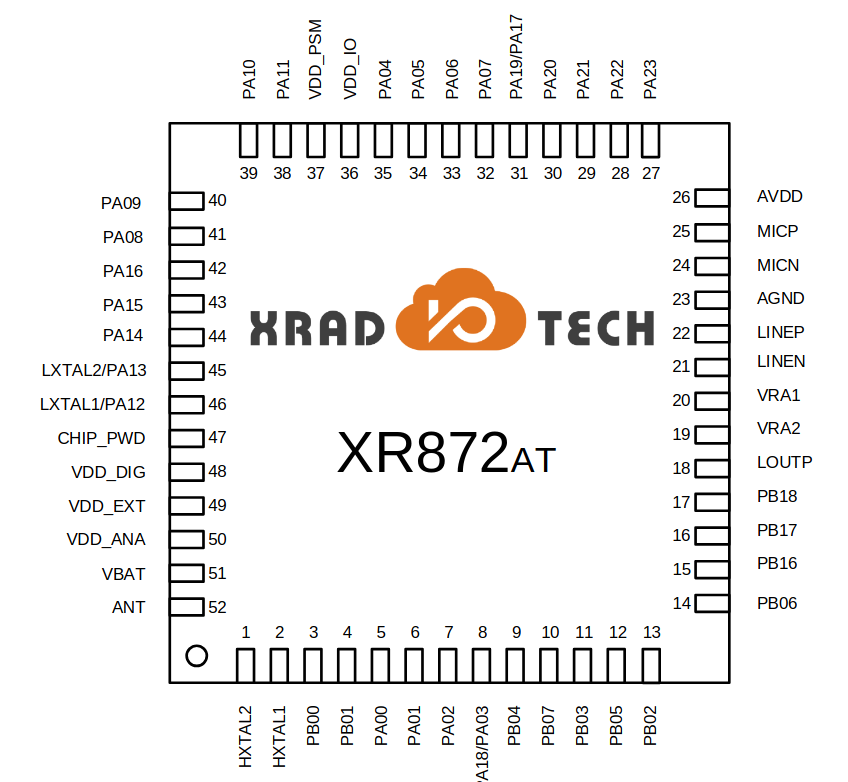 PA10
PA11
VDD_PSM
VDD_IO
PA04
PA05
PA06
PA07
PA19/PA17
PA20
PA21
PA22
PA23
39 38 37 36 35 34 33 32 31 30 29 28 27
PA09 40
PA08 41
PA16 42
PA15 43
PA14 44
LXTAL2/PA13 45
LXTAL1/PA12 46
CHIP_PWD 47
VDD_DIG 48
VDD_EXT 49
VDD_ANA 50
VBAT 51
ANT 52
XRADIO TECH
XR872AT
26 AVDD
25 MICP
24 MICN
23 AGND
22 LINEP
21 LINEN
20 VRA1
19 VRA2
18 LOUTP
17 PB18
16 PB17
15 PB16
14 PB06
1 2 3 4 5 6 7 8 9 10 11 12 13
HXTAL2
HXTAL1
PB00
PB01
PA00
PA01
PA02
A18/PA03
PB04
PB07
PB03
PB05
PB02